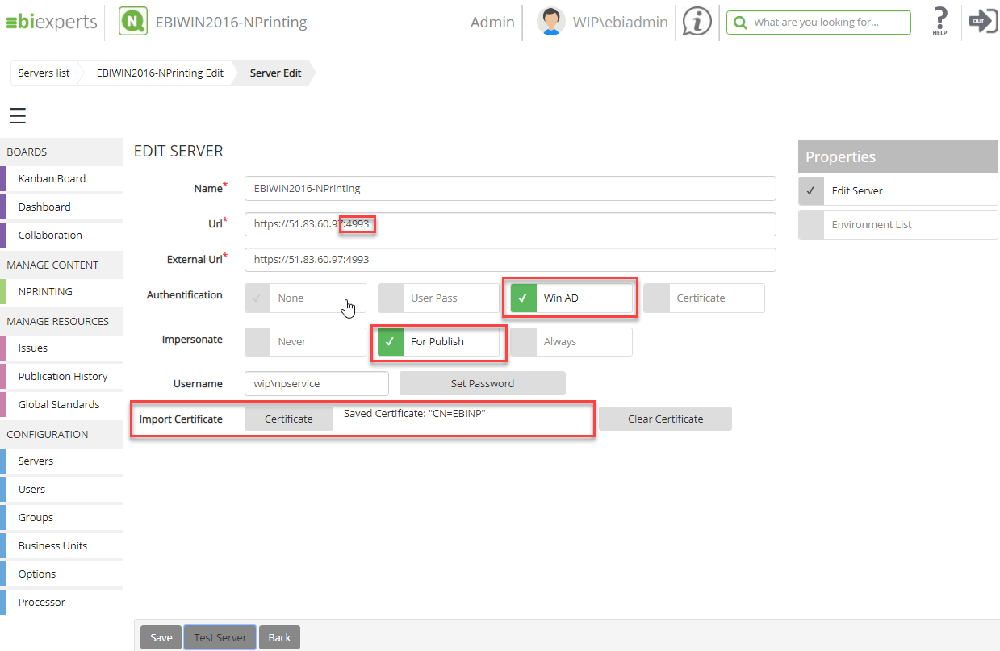 ebiexperts
N
EBIWIN2016-NPrinting
Admin
WIP\ebiadmin
i
What are you looking for...
?
HELP
OUT
Servers list
EBIWIN2016-NPrinting Edit
Server Edit
BOARDS
Kanban Board
Dashboard
Collaboration
MANAGE CONTENT
NPRINTING
MANAGE RESOURCES
Issues
Publication History
Global Standards
CONFIGURATION
Servers
Users
Groups
Business Units
Options
Processor
EDIT SERVER
Name* EBIWIN2016-NPrinting
Url* https://51.83.60.97:4993
External Url* https://51.83.60.97:4993
Authentification None User Pass Win AD Certificate
Impersonate Never For Publish Always
Username wip\npservice Set Password
Import Certificate Certificate Saved Certificate: "CN=EBINP" Clear Certificate
Save Test Server Back
Properties
Edit Server
Environment List